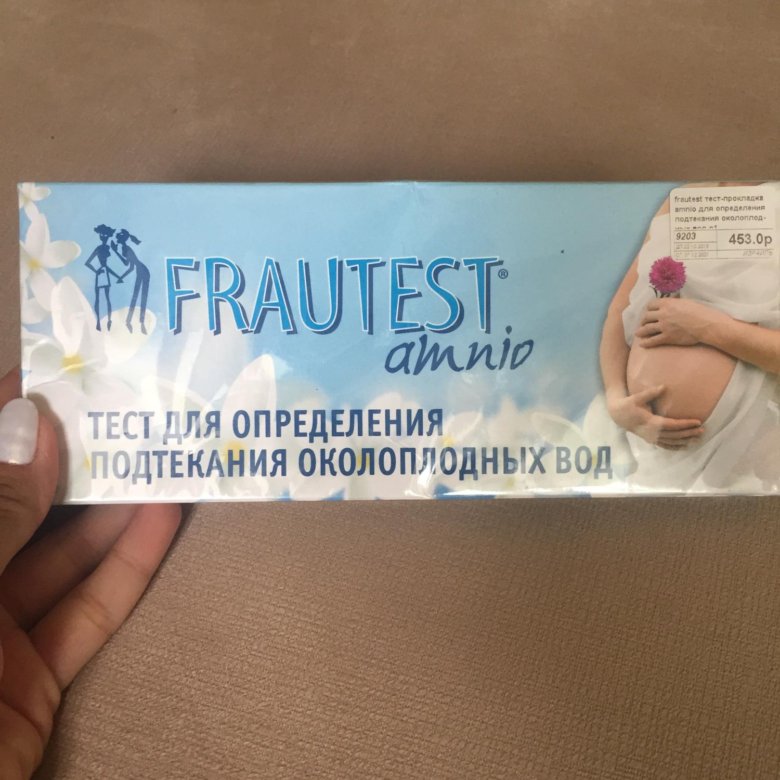 FRAUTEST®
amnio
ТЕСТ ДЛЯ ОПРЕДЕЛЕНИЯ
ПОДТЕКАНИЯ ОКОЛОПЛОДНЫХ ВОД
frautest тест-прокладка
amnio для определения
подтекания околоплод-
9203
453.0р